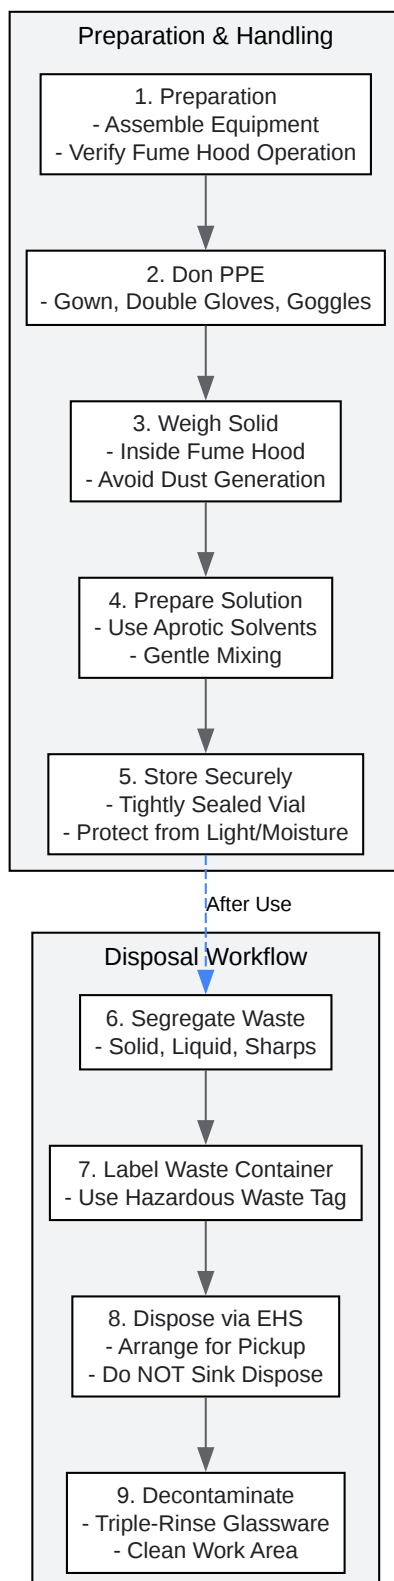 Preparation & Handling
1. Preparation
- Assemble Equipment
- Verify Fume Hood Operation
2. Don PPE
- Gown, Double Gloves, Goggles
3. Weigh Solid
- Inside Fume Hood
- Avoid Dust Generation
4. Prepare Solution
- Use Aprotic Solvents
- Gentle Mixing
5. Store Securely
- Tightly Sealed Vial
- Protect from Light/Moisture
After Use
Disposal Workflow
6. Segregate Waste
- Solid, Liquid, Sharps
7. Label Waste Container
- Use Hazardous Waste Tag
8. Dispose via EHS
- Arrange for Pickup
- Do NOT Sink Dispose
9. Decontaminate
- Triple-Rinse Glassware
- Clean Work Area